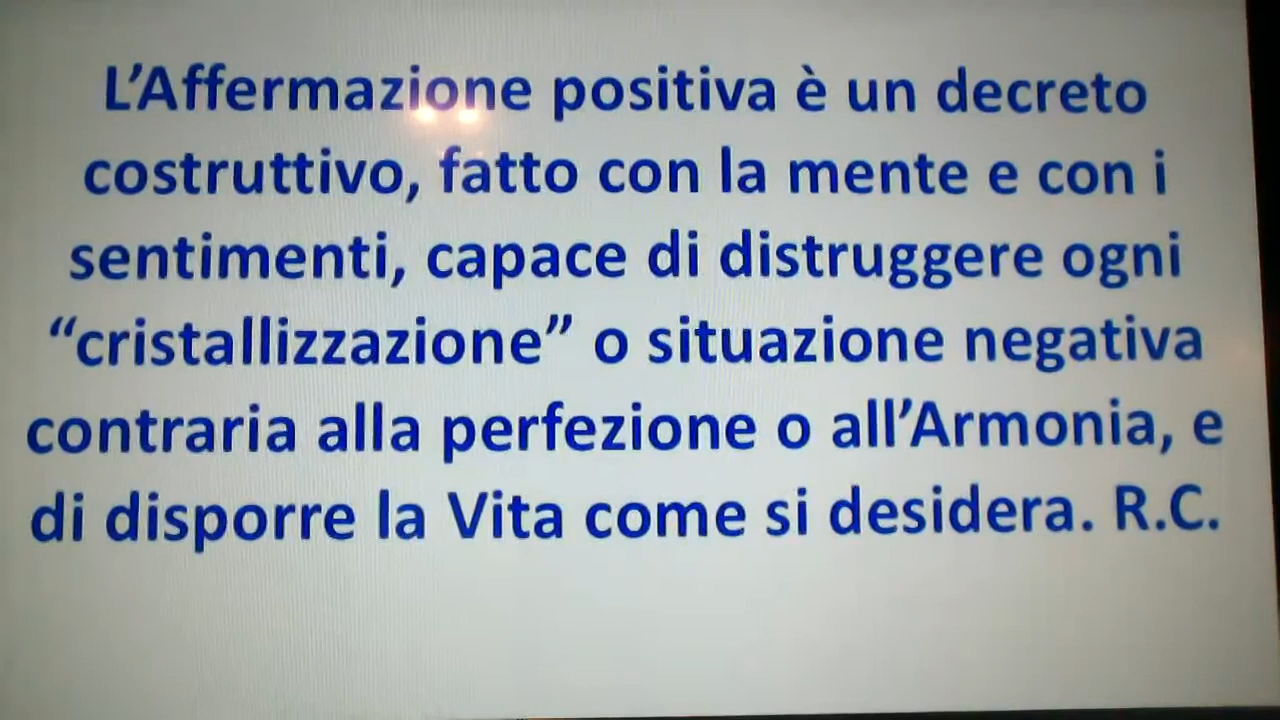 L’Affermazione positiva è un decreto
costruttivo, fatto con la mente e con i
sentimenti, capace di distruggere ogni
“cristallizzazione” o situazione negativa
contraria alla perfezione o all’Armonia, e
di disporre la Vita come si desidera. R.C.